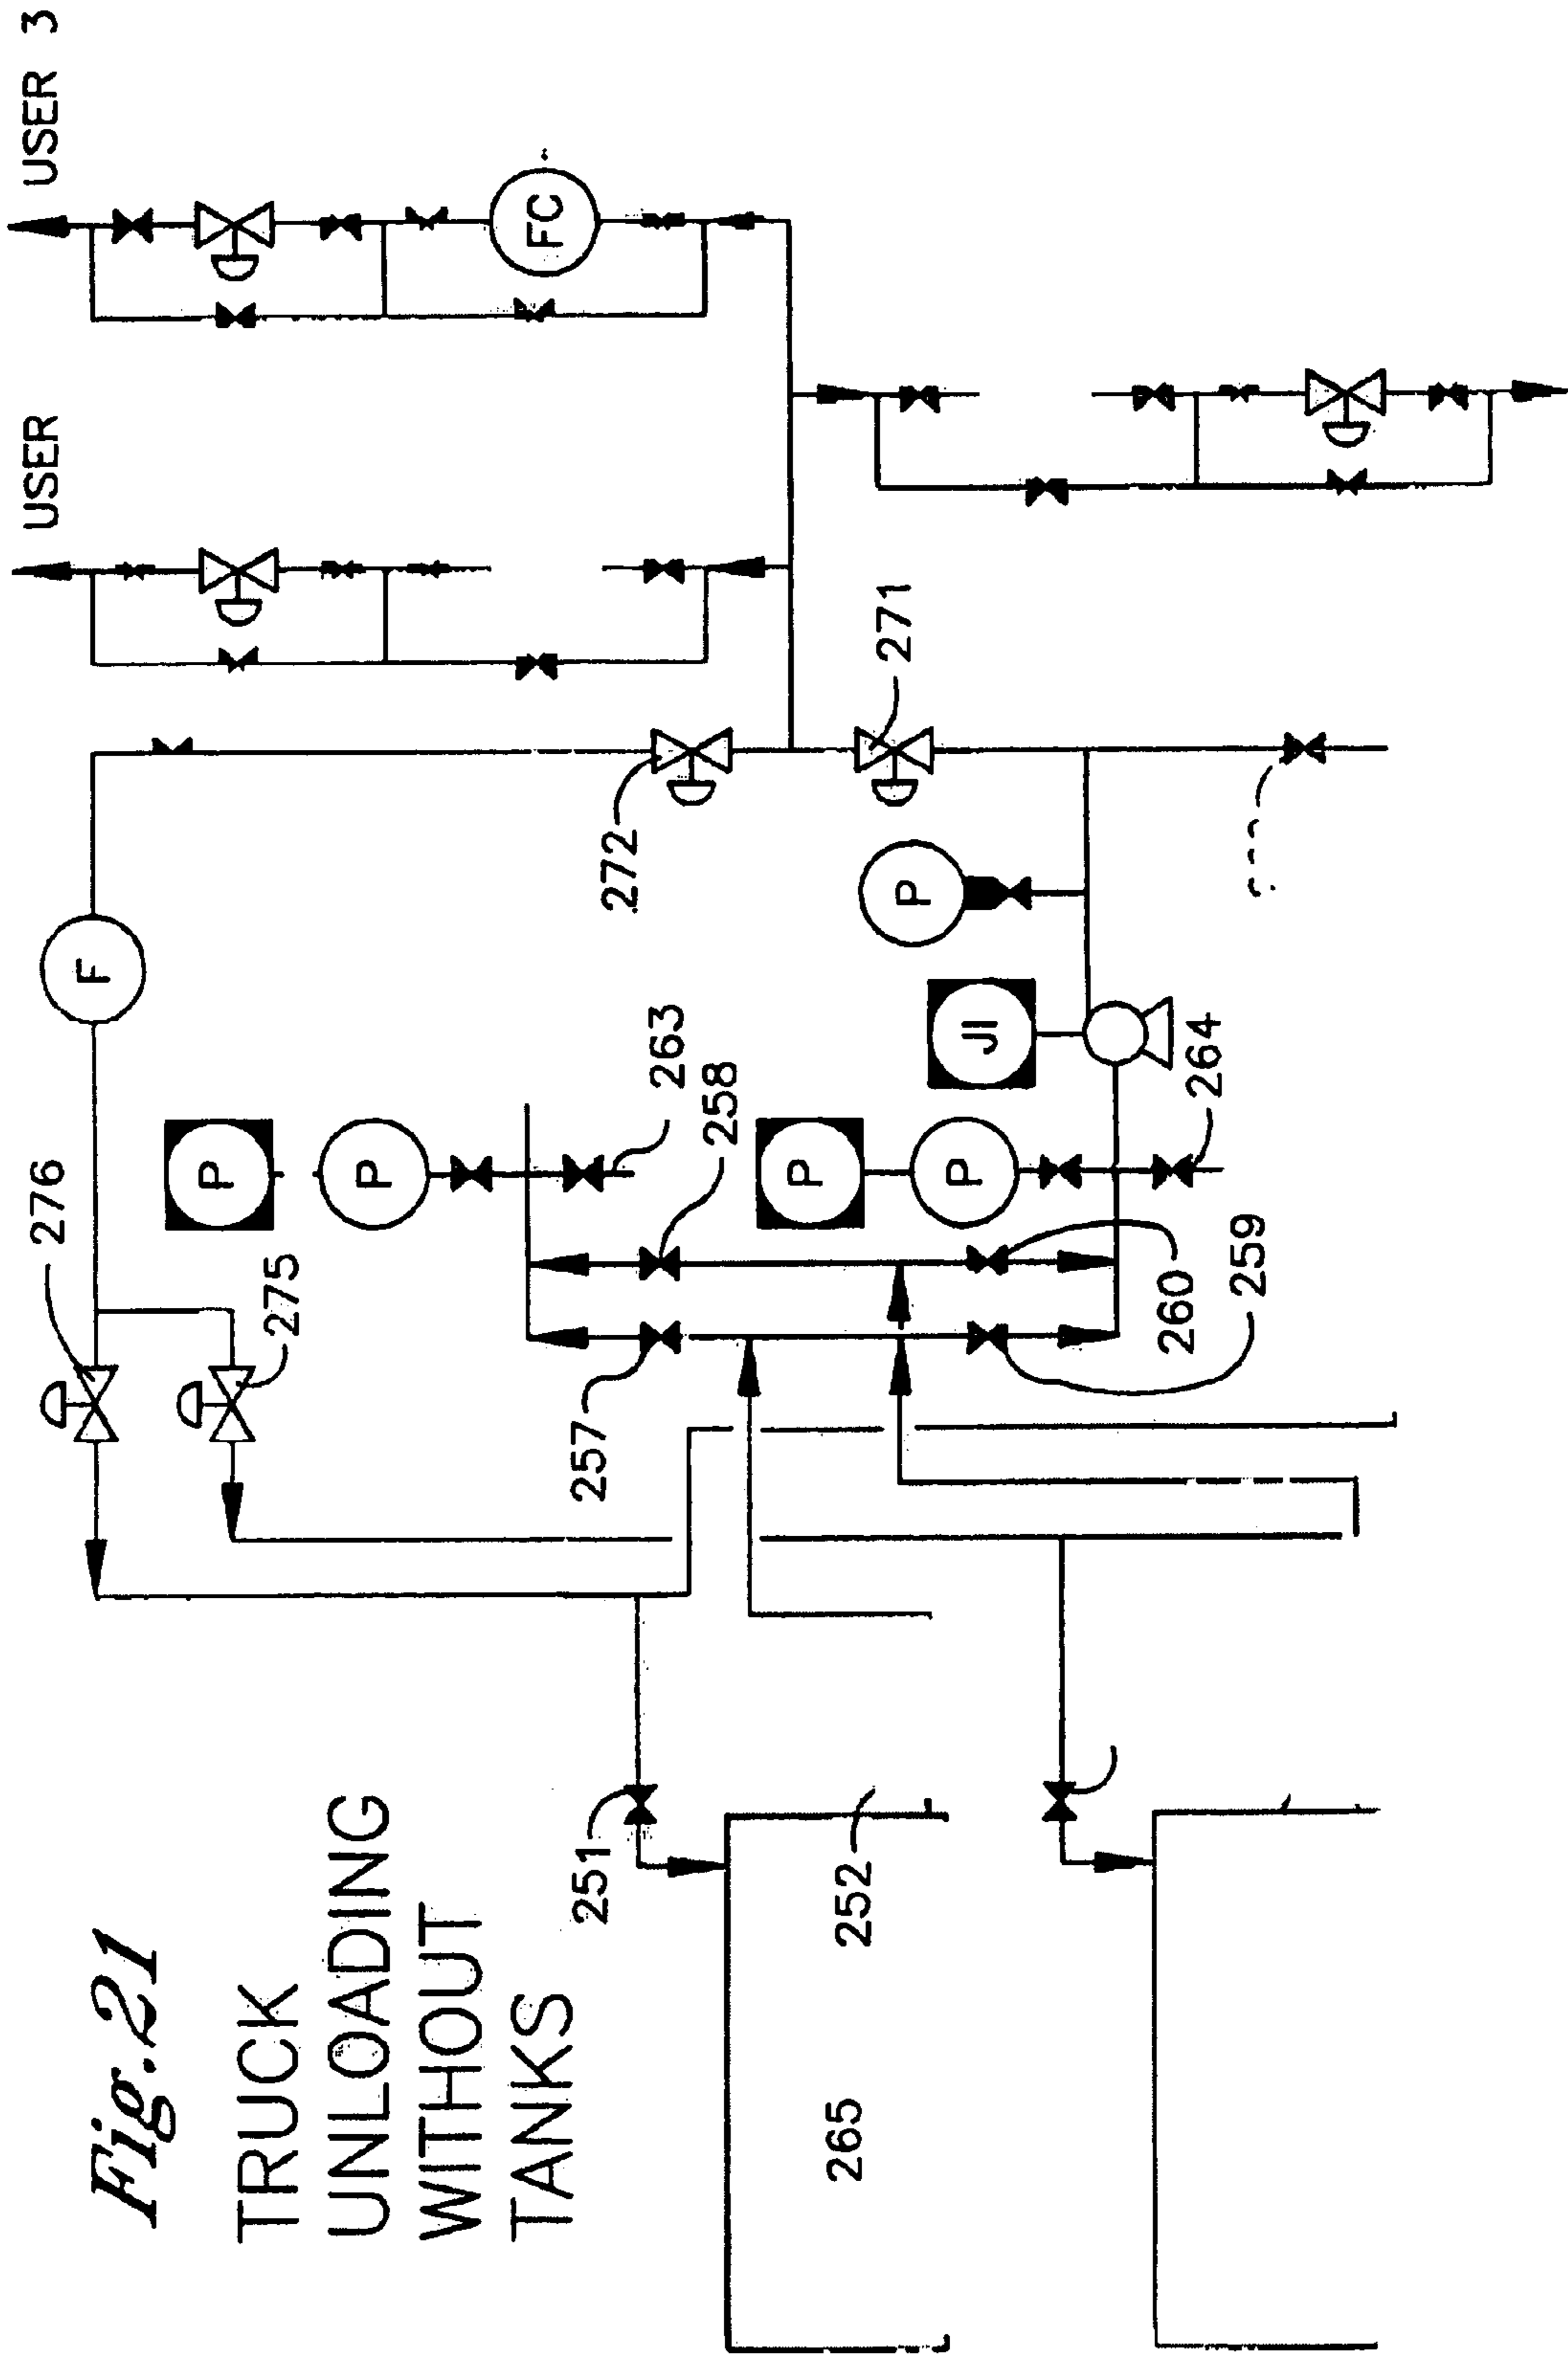 Fig.21
TRUCK
UNLOADING
WITHOUT
TANKS
USER
USER 3
276
F
275
P
P
263
258
272
271
257
P
P
JI
P
264
260
259
251
252
265
FC